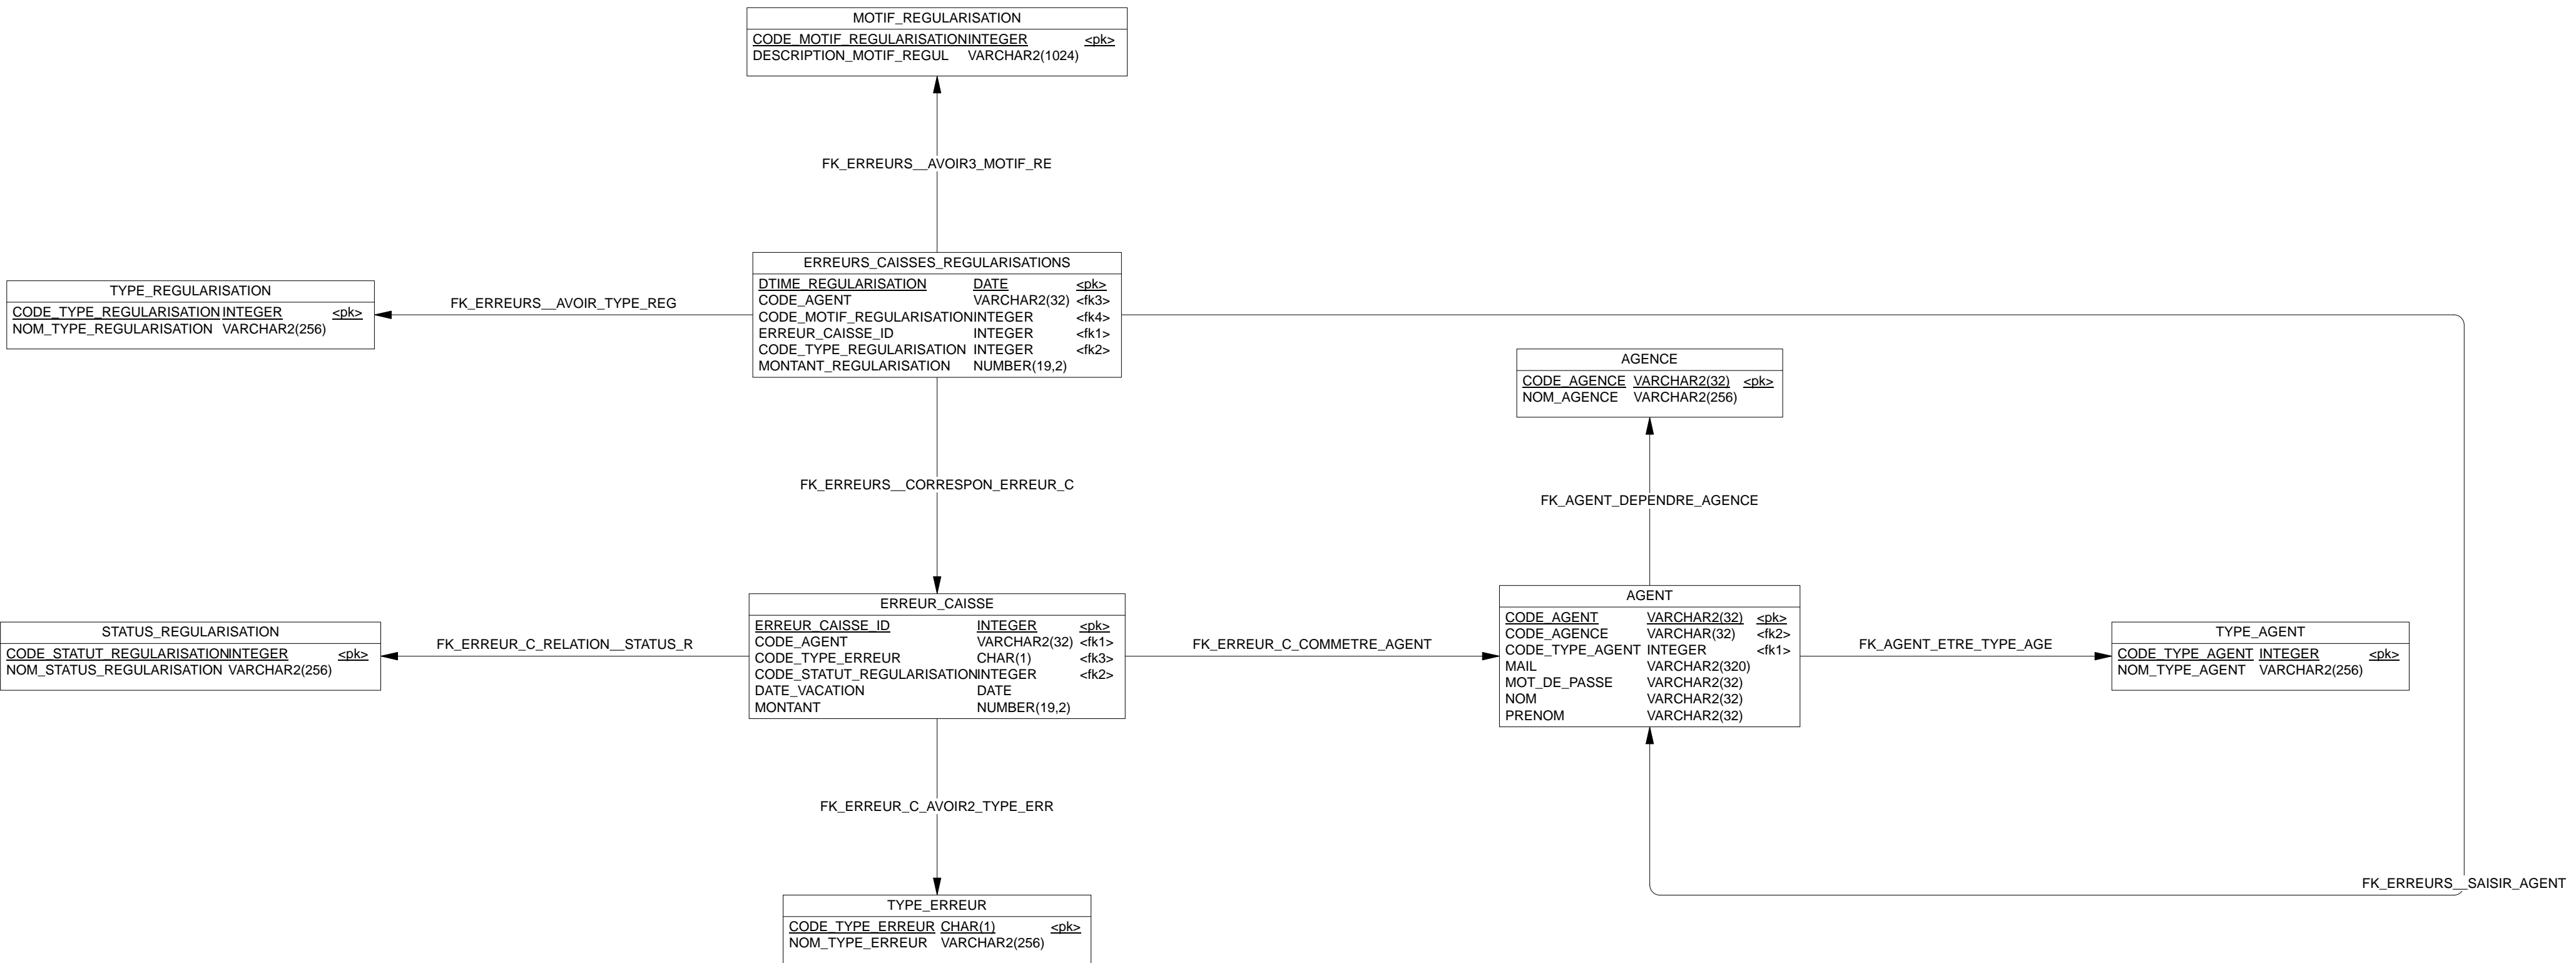 MOTIF_REGULARISATION
CODE_MOTIF_REGULARISATION INTEGER <pk>
DESCRIPTION_MOTIF_REGUL VARCHAR2(1024)
FK_ERREURS__AVOIR3_MOTIF_RE
ERREURS_CAISSES_REGULARISATIONS
DTIME_REGULARISATION DATE <pk>
CODE_AGENT VARCHAR2(32) <fk3>
CODE_MOTIF_REGULARISATION INTEGER <fk4>
ERREUR_CAISSE_ID INTEGER <fk1>
CODE_TYPE_REGULARISATION INTEGER <fk2>
MONTANT_REGULARISATION NUMBER(19,2)
TYPE_REGULARISATION
CODE_TYPE_REGULARISATION INTEGER <pk>
NOM_TYPE_REGULARISATION VARCHAR2(256)
FK_ERREURS__AVOIR_TYPE_REG
AGENCE
CODE_AGENCE VARCHAR2(32) <pk>
NOM_AGENCE VARCHAR2(256)
FK_ERREURS__CORRESPON_ERREUR_C
FK_AGENT_DEPENDRE_AGENCE
STATUS_REGULARISATION
CODE_STATUT_REGULARISATION INTEGER <pk>
NOM_STATUS_REGULARISATION VARCHAR2(256)
FK_ERREUR_C_RELATION__STATUS_R
ERREUR_CAISSE
ERREUR_CAISSE_ID INTEGER <pk>
CODE_AGENT VARCHAR2(32) <fk1>
CODE_TYPE_ERREUR CHAR(1) <fk3>
CODE_STATUT_REGULARISATION INTEGER <fk2>
DATE_VACATION DATE
MONTANT NUMBER(19,2)
FK_ERREUR_C_COMMETRE_AGENT
AGENT
CODE_AGENT VARCHAR2(32) <pk>
CODE_AGENCE VARCHAR(32) <fk2>
CODE_TYPE_AGENT INTEGER <fk1>
MAIL VARCHAR2(320)
MOT_DE_PASSE VARCHAR2(32)
NOM VARCHAR2(32)
PRENOM VARCHAR2(32)
FK_AGENT_ETRE_TYPE_AGE
TYPE_AGENT
CODE_TYPE_AGENT INTEGER <pk>
NOM_TYPE_AGENT VARCHAR2(256)
FK_ERREUR_C_AVOIR2_TYPE_ERR
FK_ERREURS__SAISIR_AGENT
TYPE_ERREUR
CODE_TYPE_ERREUR CHAR(1) <pk>
NOM_TYPE_ERREUR VARCHAR2(256)